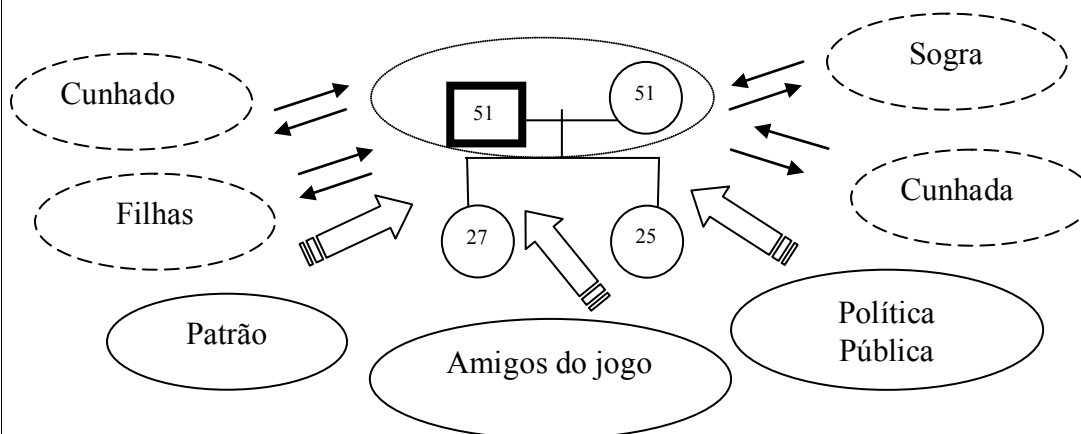 Sogra
Cunhado
51
51
Cunhada
Filhas
27
25
Política
Pública
Patrão
Amigos do jogo